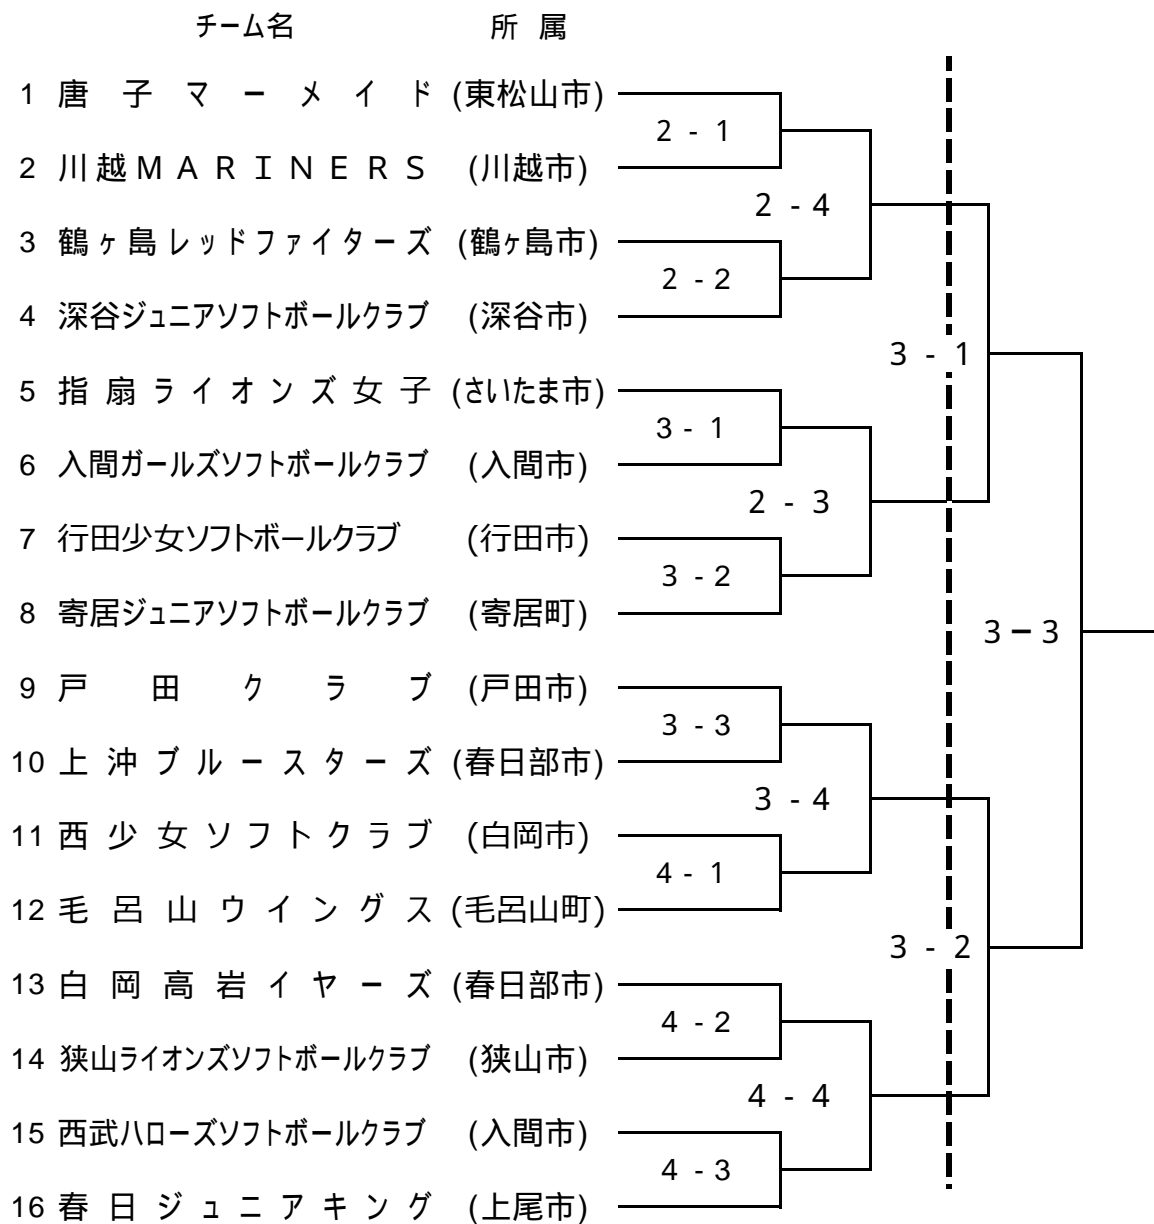 チーム名 所属
1 唐子マーメイド (東松山市)
2 - 1
2 川越MARINERS (川越市)
2 - 4
3 鶴ヶ島レッドファイターズ (鶴ヶ島市)
2 - 2
4 深谷ジュニアソフトボールクラブ (深谷市)
3 - 1
5 指扇ライオンズ女子 (さいたま市)
3 - 1
6 入間ガールズソフトボールクラブ (入間市)
2 - 3
7 行田少女ソフトボールクラブ (行田市)
3 - 2
8 寄居ジュニアソフトボールクラブ (寄居町)
3 ー 3
9 戸田クラブ (戸田市)
3 - 3
10 上沖ブルースターズ (春日部市)
3 - 4
11 西少女ソフトクラブ (白岡市)
4 - 1
12 毛呂山ウイングス (毛呂山町)
3 - 2
13 白岡高岩イヤーズ (春日部市)
4 - 2
14 狭山ライオンズソフトボールクラブ (狭山市)
4 - 4
15 西武ハローズソフトボールクラブ (入間市)
4 - 3
16 春日ジュニアキング (上尾市)